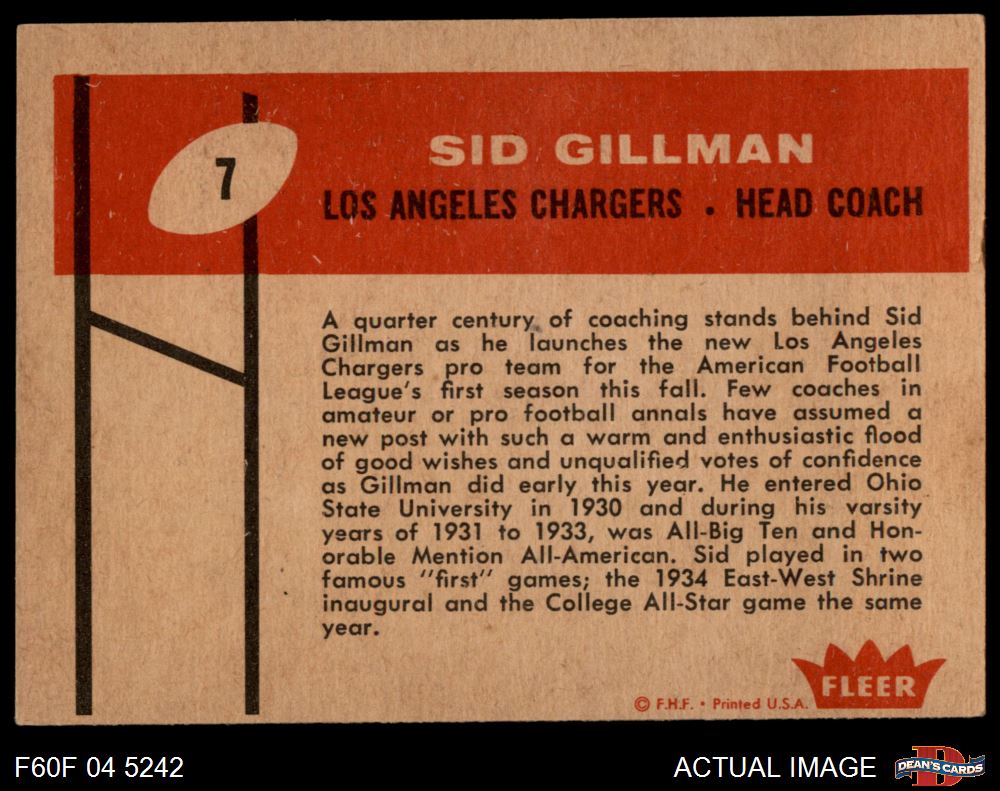 7
SID GILLMAN
LOS ANGELES CHARGERS . HEAD COACH
A quarter century of coaching stands behind Sid
Gillman as he launches the new Los Angeles
Chargers pro team for the American Football
League's first season this fall. Few coaches in
amateur or pro football annals have assumed a
new post with such a warm and enthusiastic flood
of good wishes and unqualified votes of confidence
as Gillman did early this year. He entered Ohio
State University in 1930 and during his varsity
years of 1931 to 1933, was All-Big Ten and Hon-
orable Mention All-American. Sid played in two
famous "first" games; the 1934 East-West Shrine
inaugural and the College All-Star game the same
year.
FLEER
© F.H.F. • Printed U.S.A.
F60F 04 5242
ACTUAL IMAGE
D
DEAN'S CARDS